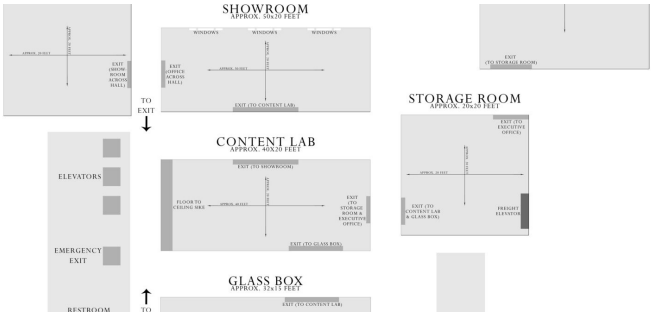 SHOWROOM
APPROX. 50x20 FEET
WINDOWS
WINDOWS
WINDOWS
EXIT
(SHOW-
ROOM
ACROSS
HALL)
EXIT
(OFFICE
ACROSS
HALL)
EXIT (TO CONTENT LAB)
EXIT
(TO STORAGE ROOM)
TO
EXIT
↓
STORAGE ROOM
APPROX. 20x20 FEET
EXIT (TO
EXECUTIVE
OFFICE)
EXIT (TO
CONTENT LAB
& GLASS BOX)
FREIGHT
ELEVATOR
CONTENT LAB
APPROX. 40X20 FEET
EXIT (TO SHOWROOM)
FLOOR TO
CEILING
EXIT
(TO
STORAGE
ROOM &
EXECUTIVE
OFFICE)
EXIT (TO GLASS BOX)
ELEVATORS
EMERGENCY
EXIT
RESTROOM
↑
TO
GLASS BOX
APPROX. 32x15 FEET
EXIT (TO CONTENT LAB)